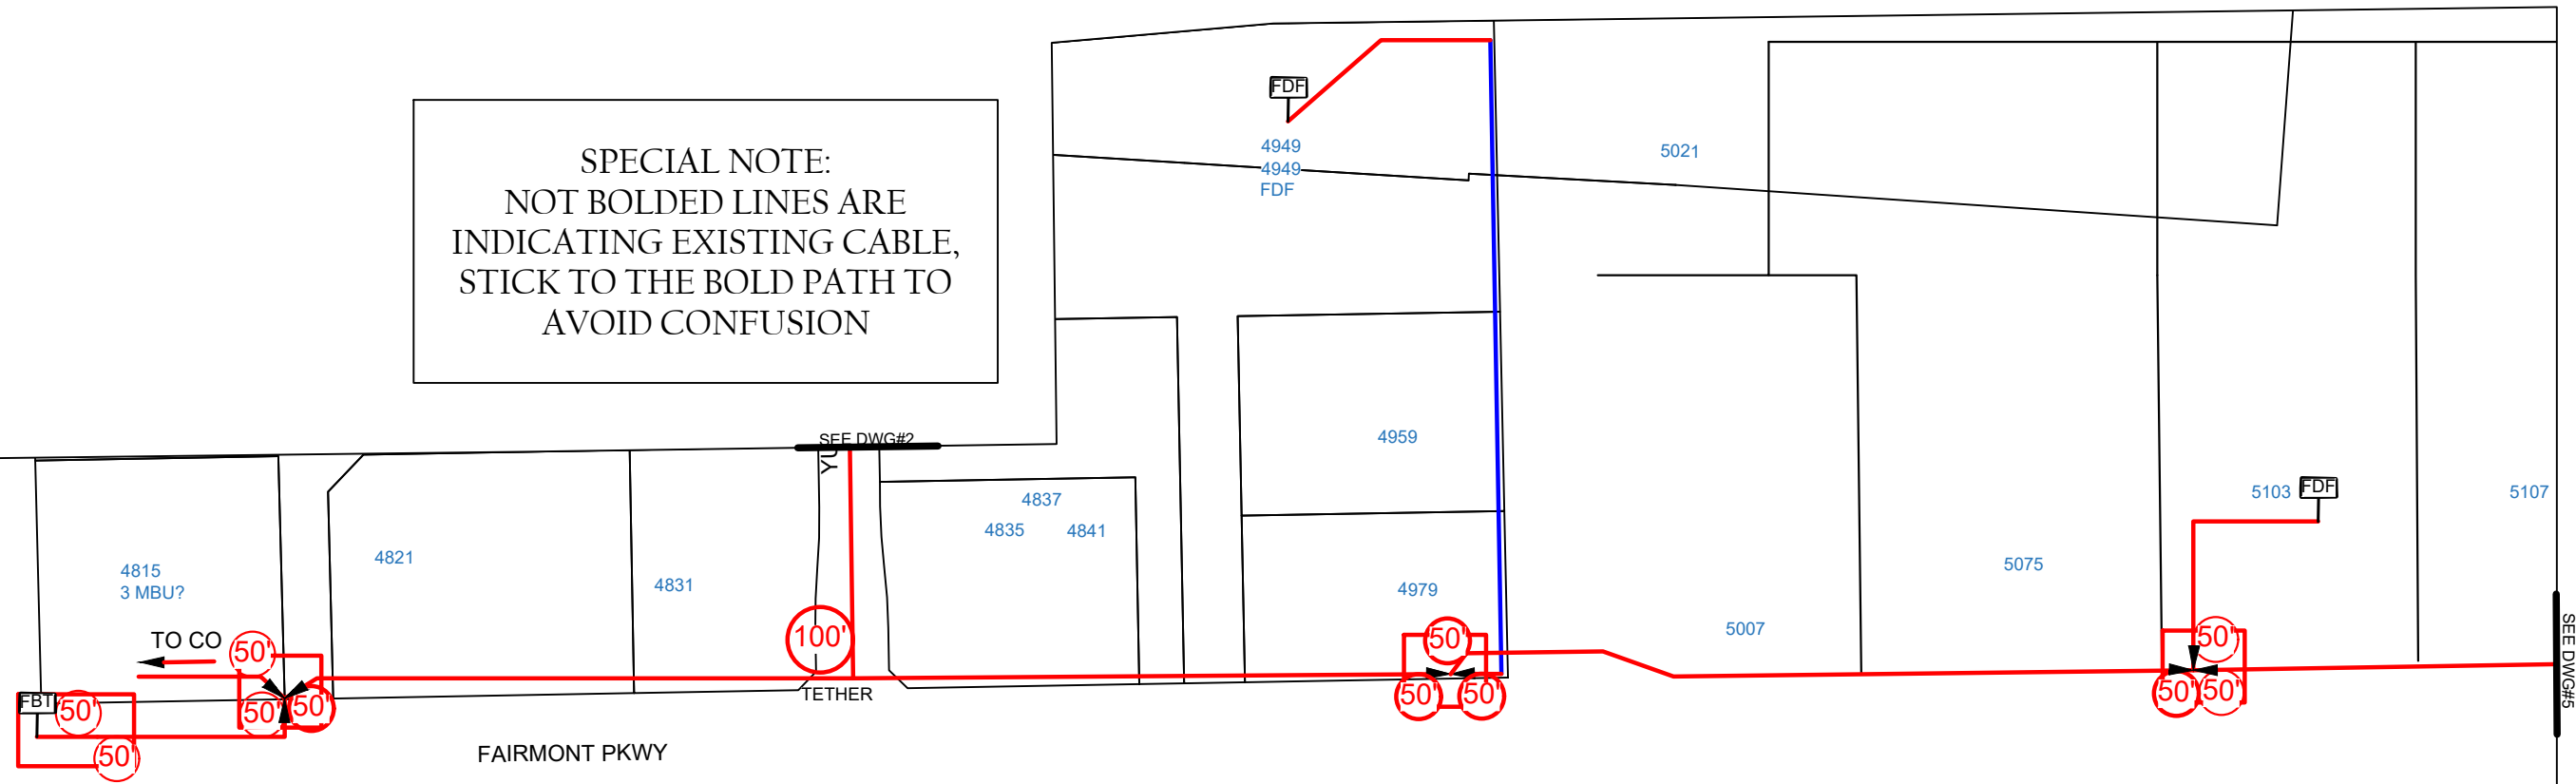 SPECIAL NOTE:
NOT BOLDED LINES ARE
INDICATING EXISTING CABLE,
STICK TO THE BOLD PATH TO
AVOID CONFUSION
FDF
4949
4949
FDF
5021
SEE DWG#2
YU
4959
4837
4835
4841
5103
FDF
5107
4815
3 MBU?
4821
4831
4979
5007
5075
TO CO
50'
50'
50'
FBT
50'
50'
100'
TETHER
50'
50'
50'
50'
50'
50'
SEE DWG#5
FAIRMONT PKWY